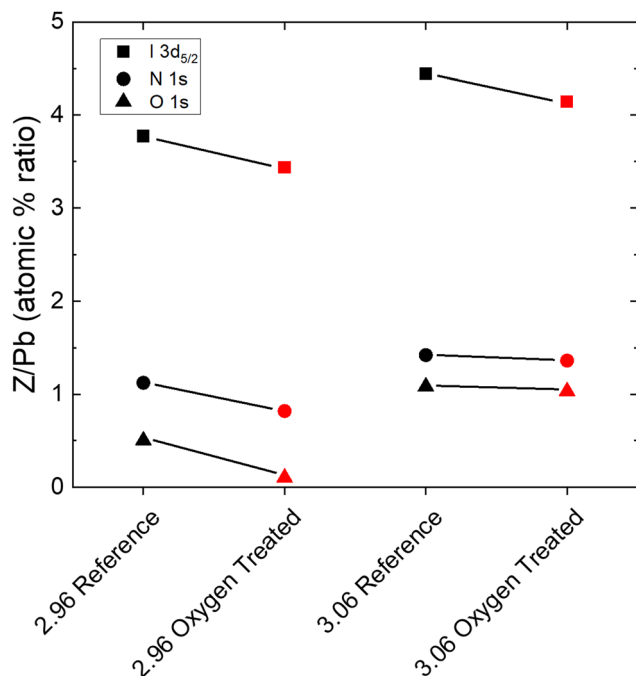 5
4
3
2
1
0
Z/Pb (atomic % ratio)
I 3d5/2
N 1s
O 1s
2.96 Reference
2.96 Oxygen Treated
3.06 Reference
3.06 Oxygen Treated